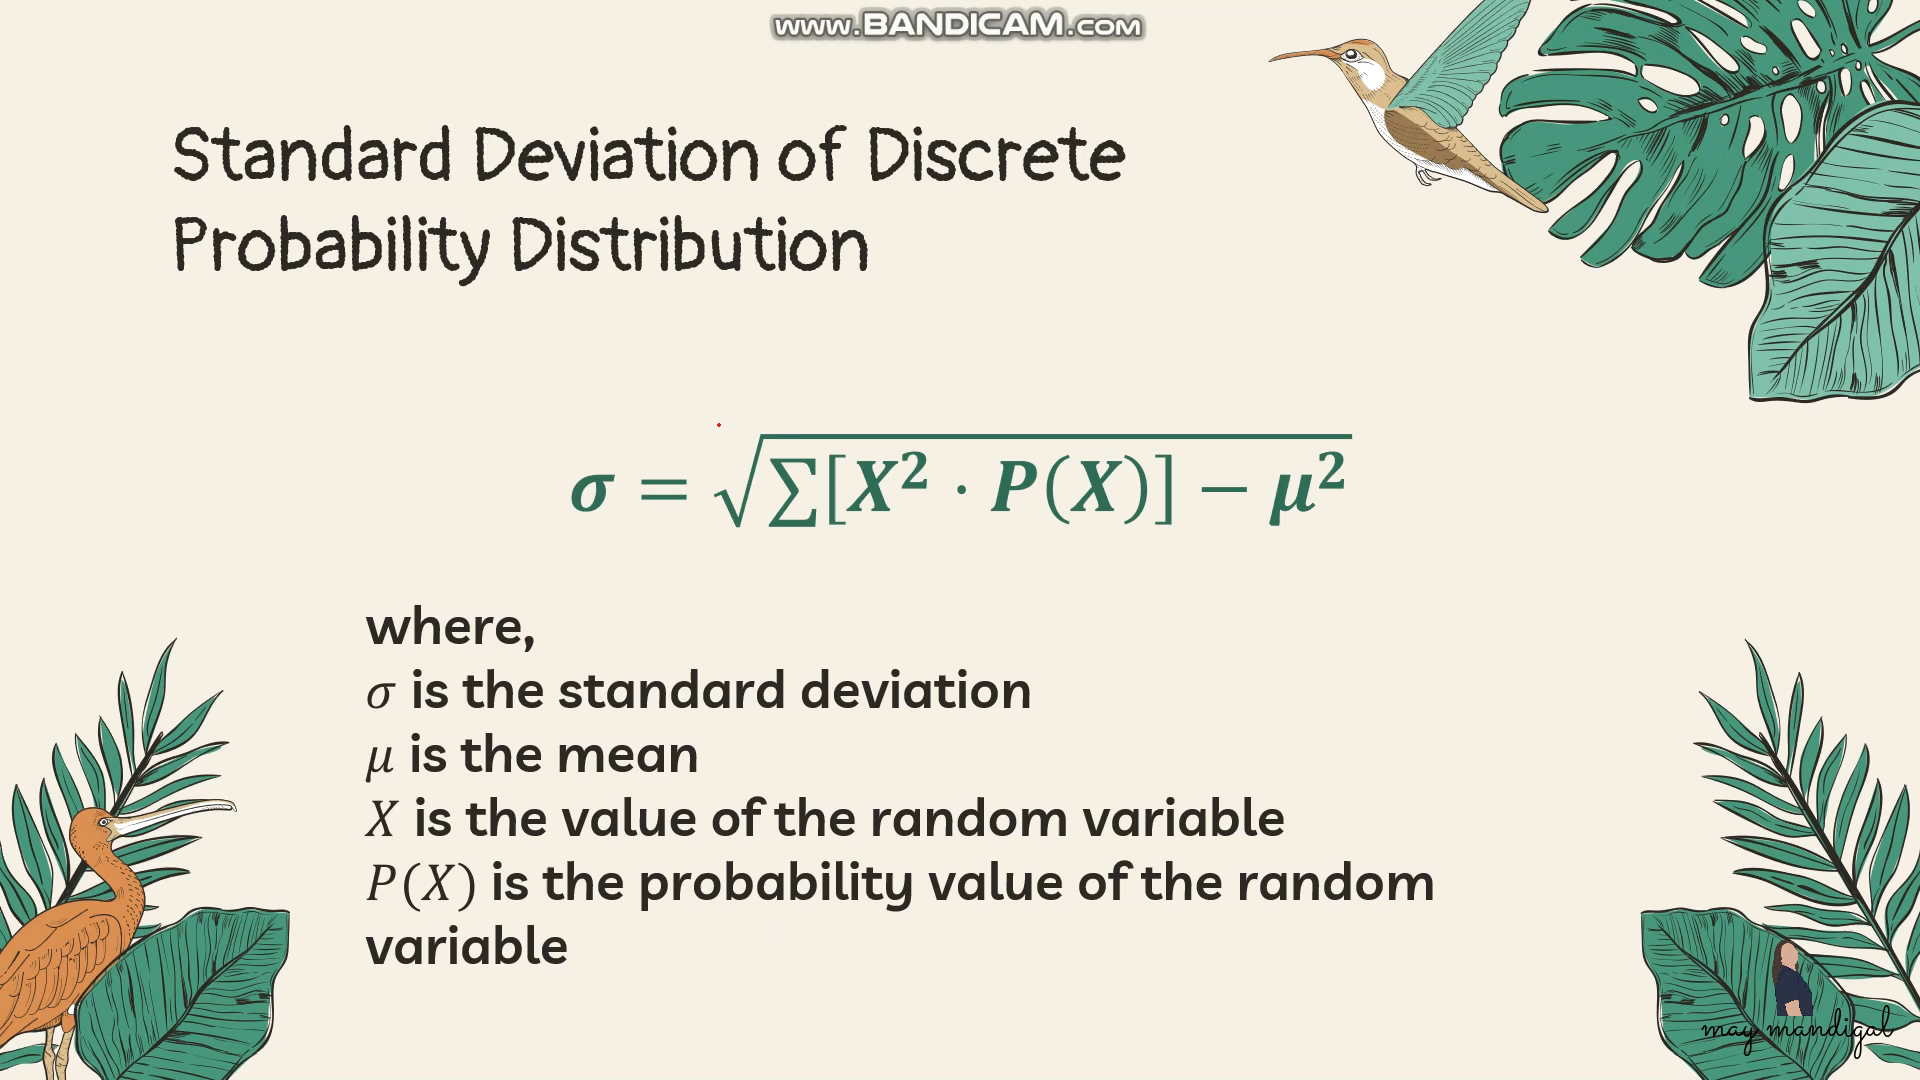 www.BANDICAM.com
Standard Deviation of Discrete
Probability Distribution
σ = √∑[X² · P(X)] − μ²
where,
σ is the standard deviation
μ is the mean
X is the value of the random variable
P(X) is the probability value of the random
variable
may mandigal